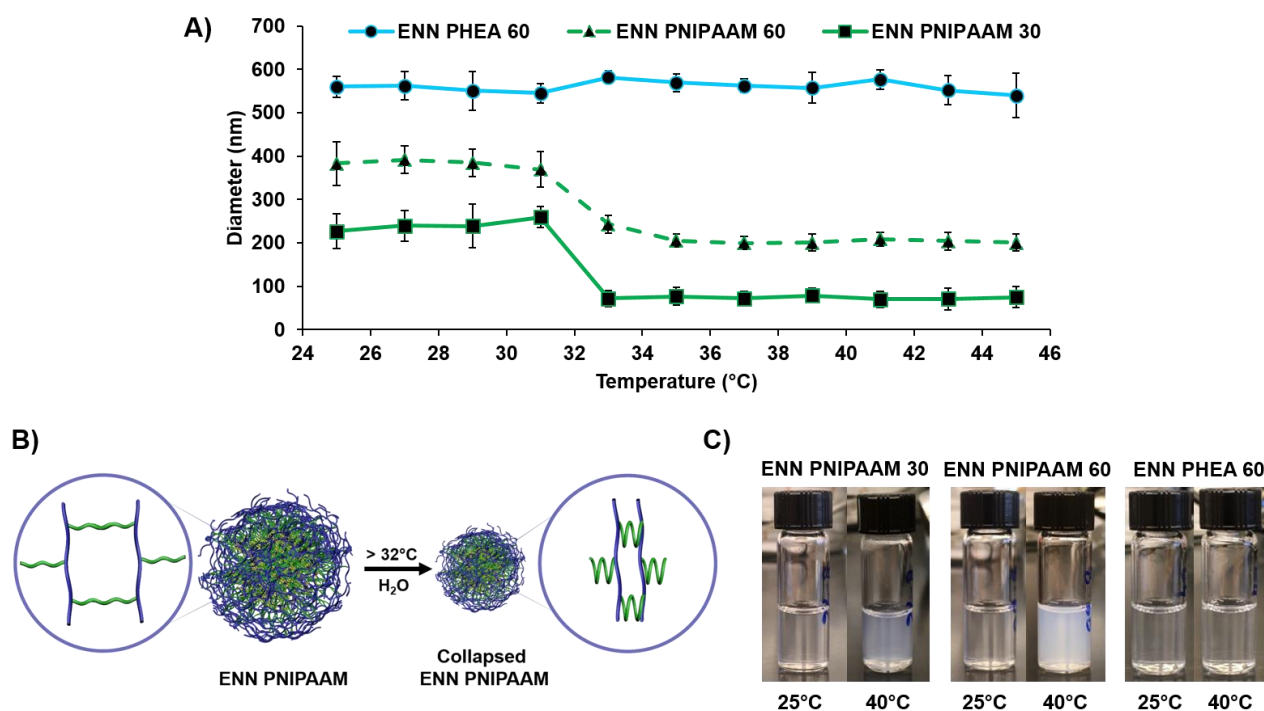 A)
ENN PHEA 60 ENN PNIPAAM 60 ENN PNIPAAM 30
700
600
500
400
300
200
100
0
Diameter (nm)
24 26 28 30 32 34 36 38 40 42 44 46
Temperature (°C)
B)
> 32°C
H₂O
ENN PNIPAAM
Collapsed
ENN PNIPAAM
C)
ENN PNIPAAM 30 ENN PNIPAAM 60 ENN PHEA 60
25°C 40°C 25°C 40°C 25°C 40°C